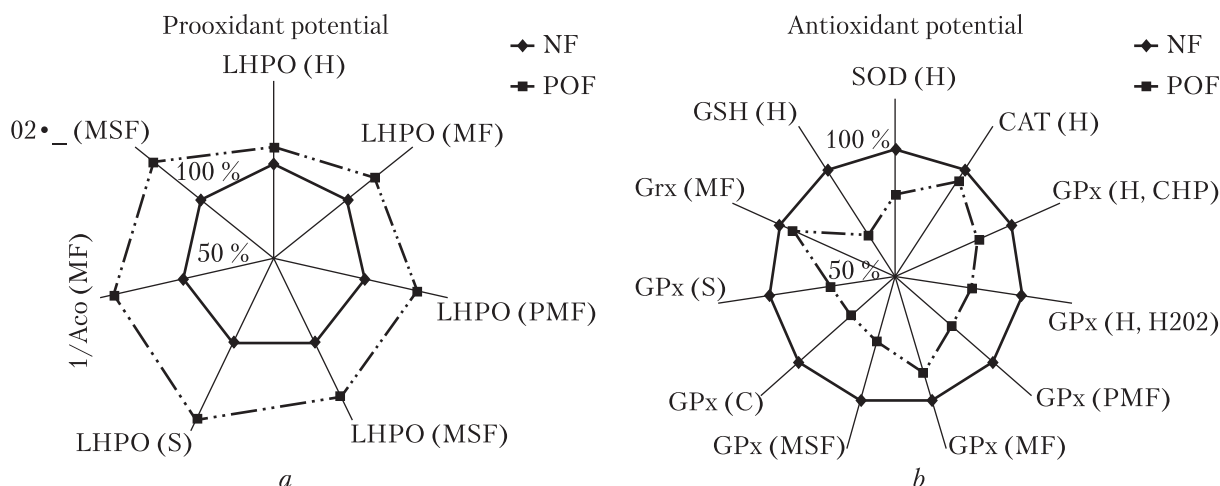 Prooxidant potential
NF
POF
LHPO (H)
LHPO (MF)
LHPO (PMF)
LHPO (MSF)
LHPO (S)
1/Aco (MF)
02•_ (MSF)
100 %
50 %
a
Antioxidant potential
NF
POF
SOD (H)
CAT (H)
GPx (H, CHP)
GPx (H, H202)
GPx (PMF)
GPx (MF)
GPx (MSF)
GPx (C)
GPx (S)
Grx (MF)
GSH (H)
100 %
50 %
b